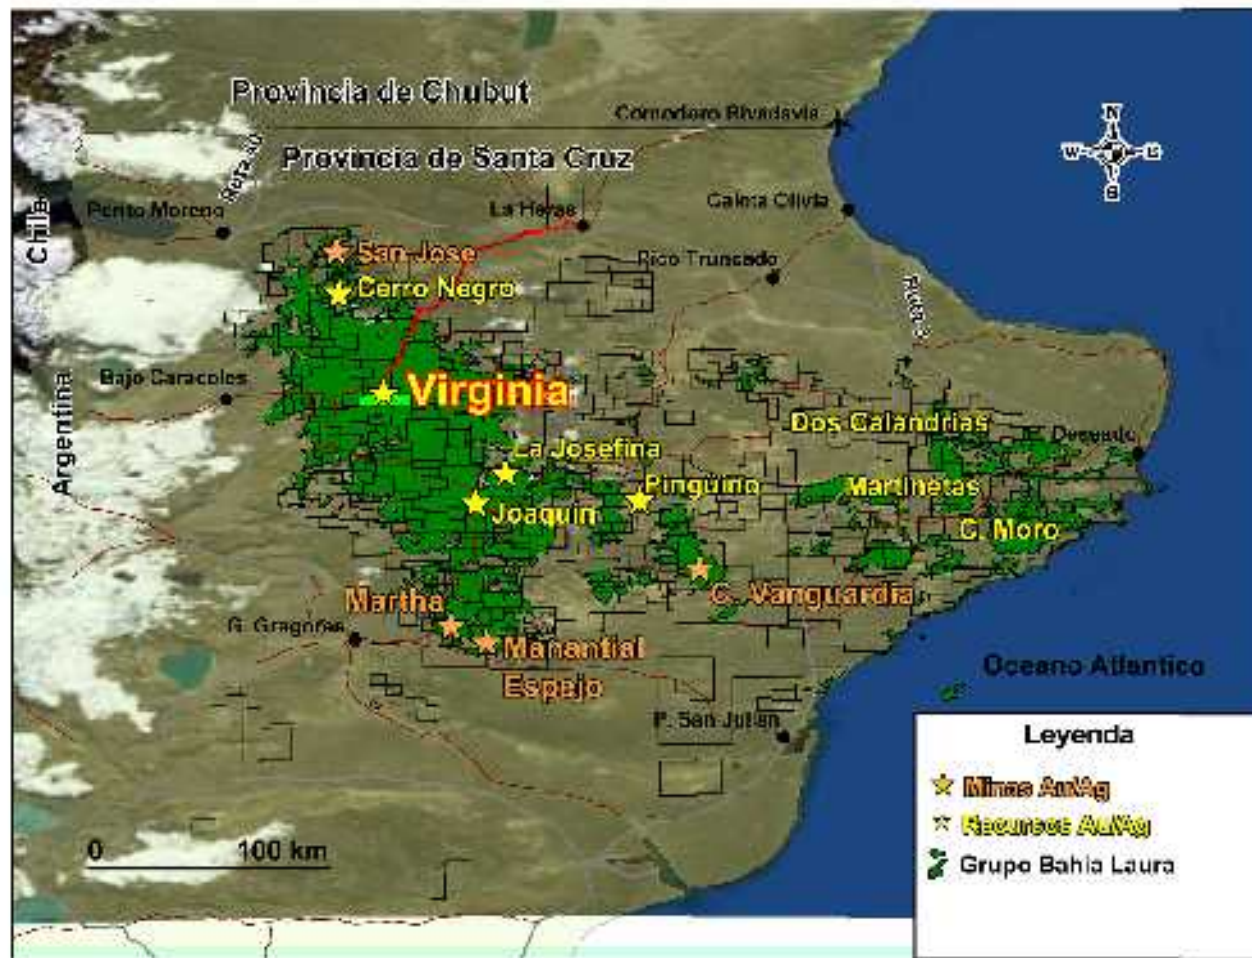 Provincia de Chubut
Comodoro Rivadavia
N
W
E
S
Ruta 40
Provincia de Santa Cruz
Perito Moreno
La Heras
Caleta Olivia
Chile
San Jose
Pico Truncado
Cerro Negro
Ruta 3
Bajo Caracoles
Virginia
Argentina
Dos Calandrias
Deseado
La Josefina
Pinguino
Martinetas
Joaquin
C. Moro
Martha
C. Vanguardia
G. Gregores
Manantial
Espejo
Oceano Atlantico
P. San Julian
Leyenda
Minas Au/Ag
Recursos Au/Ag
Grupo Bahia Laura
0 100 km